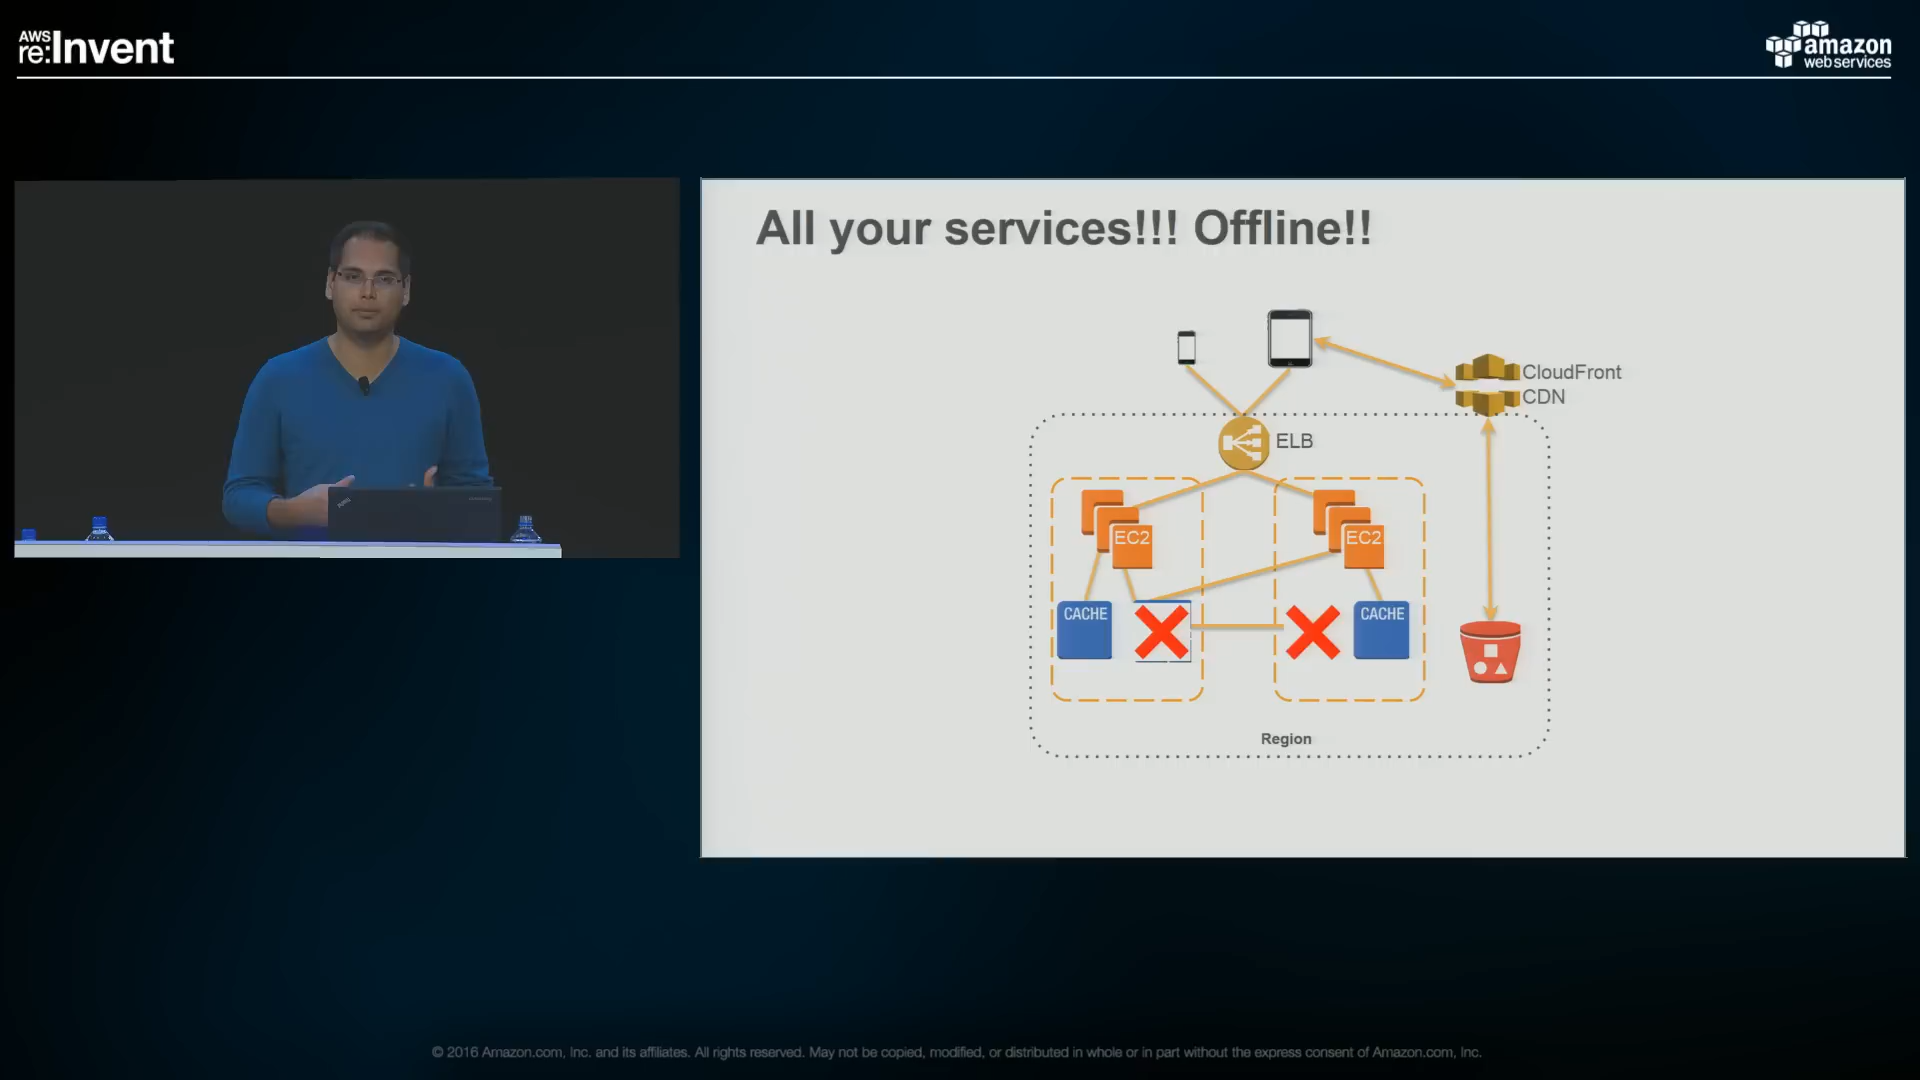 AWS
re:Invent
amazon
web services
All your services!!! Offline!!
CloudFront
CDN
ELB
EC2
EC2
CACHE
CACHE
Region
© 2016 Amazon.com, Inc. and its affiliates. All rights reserved. May not be copied, modified, or distributed in whole or in part without the express consent of Amazon.com, Inc.